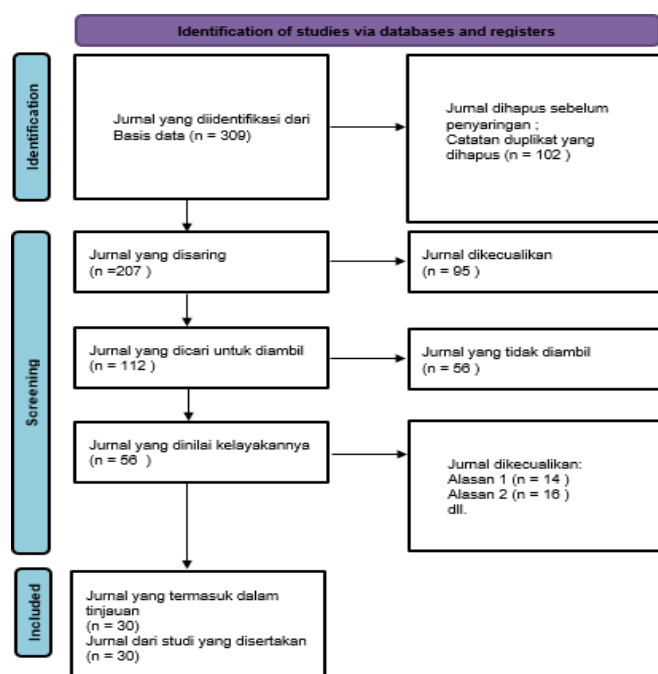 Identification of studies via databases and registers
Identification
Jurnal yang diidentifikasi dari
Basis data (n = 309)
Jurnal dihapus sebelum
penyaringan ;
Catatan duplikat yang
dihapus (n = 102 )
Screening
Jurnal yang disaring
(n =207 )
Jurnal dikecualikan
(n = 95 )
Jurnal yang dicari untuk diambil
(n = 112 )
Jurnal yang tidak diambil
(n = 56 )
Jurnal yang dinilai kelayakannya
(n = 56 )
Jurnal dikecualikan:
Alasan 1 (n = 14 )
Alasan 2 (n = 16 )
dll.
Included
Jurnal yang termasuk dalam
tinjauan
(n = 30)
Jurnal dari studi yang disertakan
(n = 30)